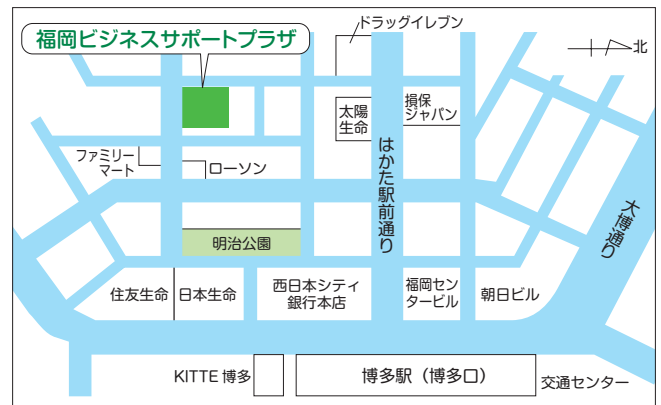 ドラッグイレブン
福岡ビジネスサポートプラザ
北
太陽
生命
損保
ジャパン
はかた駅前通り
ファミリー
マート
ローソン
大博通り
明治公園
住友生命
日本生命
西日本シティ
銀行本店
福岡セン
タービル
朝日ビル
KITTE 博多
博多駅（博多口）
交通センター